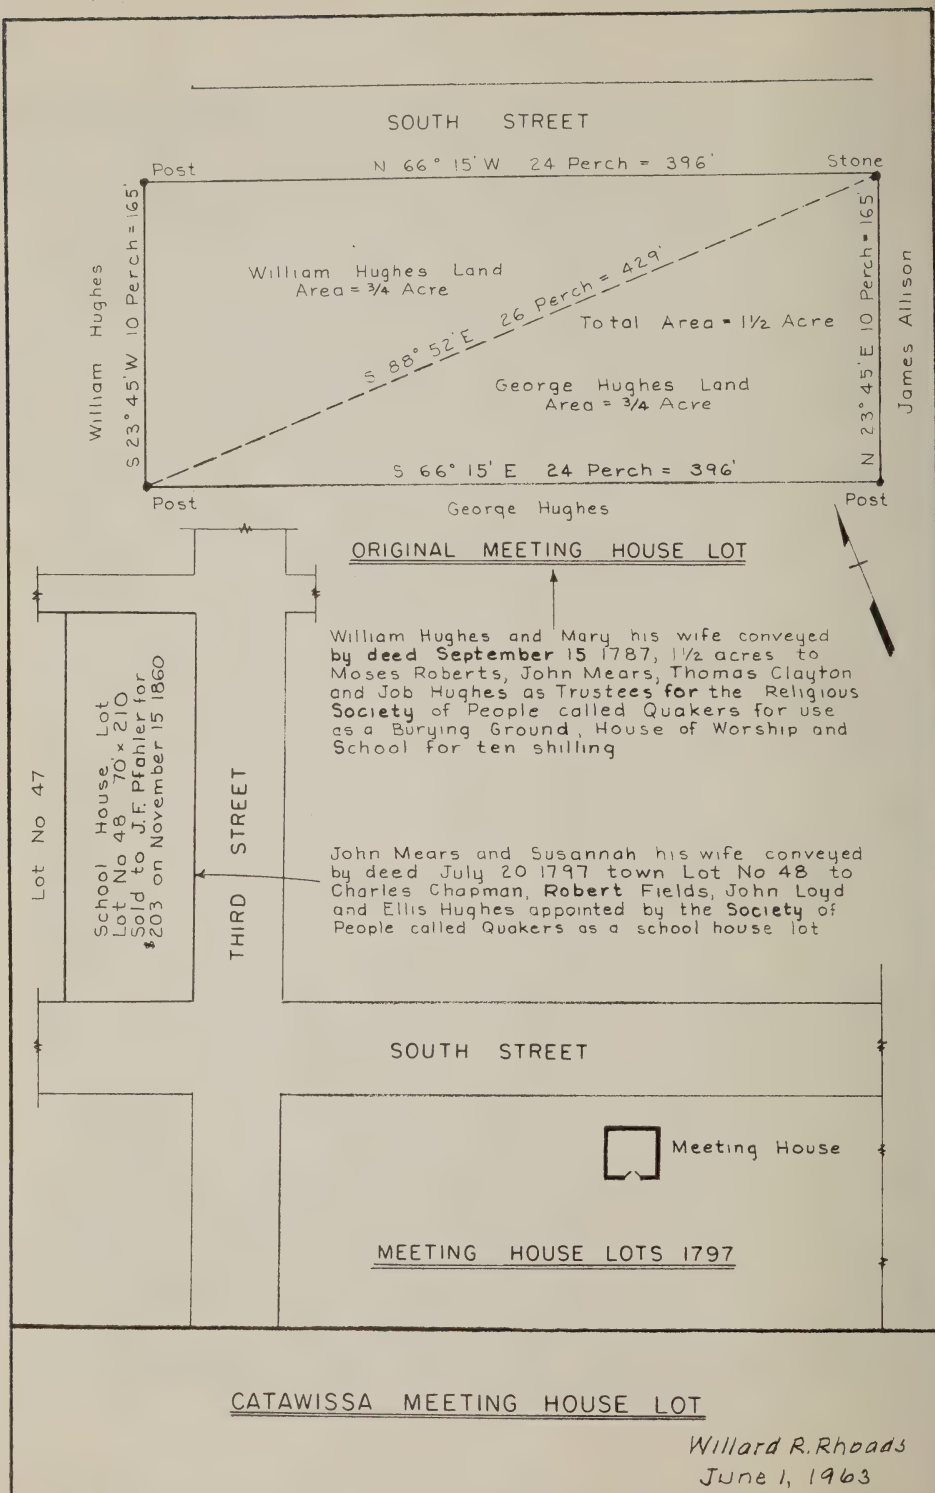 SOUTH STREET
Post
N 66° 15' W 24 Perch = 396'
Stone
William Hughes
S 23° 45' W 10 Perch = 165'
William Hughes Land
Area = 3/4 Acre
S 88° 52' E 26 Perch = 429'
Total Area = 1 1/2 Acre
George Hughes Land
Area = 3/4 Acre
N 23° 45' E 10 Perch = 165'
James Allison
S 66° 15' E 24 Perch = 396'
Post
George Hughes
Post
ORIGINAL MEETING HOUSE LOT
William Hughes and Mary his wife conveyed
by deed September 15 1787, 1 1/2 acres to
Moses Roberts, John Mears, Thomas Clayton
and Job Hughes as Trustees for the Religious
Society of People called Quakers for use
as a Burying Ground, House of Worship and
School for ten shilling
Lot No 47
School House Lot
Lot No 48 70' x 210
Sold to J.F. Pfahler for
$203 on November 15 1860
THIRD STREET
John Mears and Susannah his wife conveyed
by deed July 20 1797 town Lot No 48 to
Charles Chapman, Robert Fields, John Loyd
and Ellis Hughes appointed by the Society of
People called Quakers as a school house lot
SOUTH STREET
Meeting House
MEETING HOUSE LOTS 1797
CATAWISSA MEETING HOUSE LOT
Willard R. Rhoads
June 1, 1963